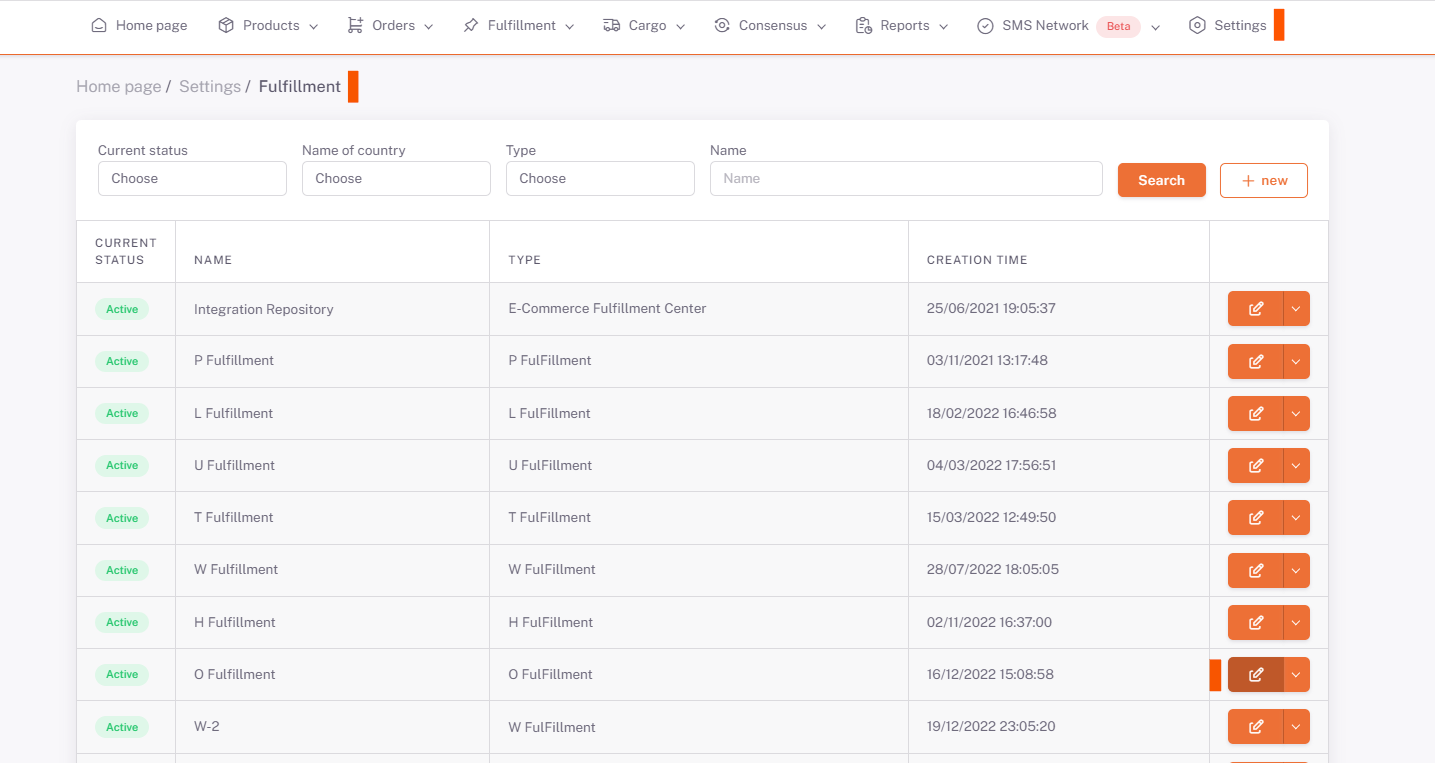 Home page Products Orders Fulfillment Cargo Consensus Reports SMS Network Beta Settings
Home page / Settings / Fulfillment
Current status Name of country Type Name
Choose Choose Choose Name Search + new
CURRENT STATUS NAME TYPE CREATION TIME
Active Integration Repository E-Commerce Fulfillment Center 25/06/2021 19:05:37
Active P Fulfillment P FulFillment 03/11/2021 13:17:48
Active L Fulfillment L FulFillment 18/02/2022 16:46:58
Active U Fulfillment U FulFillment 04/03/2022 17:56:51
Active T Fulfillment T FulFillment 15/03/2022 12:49:50
Active W Fulfillment W FulFillment 28/07/2022 18:05:05
Active H Fulfillment H FulFillment 02/11/2022 16:37:00
Active O Fulfillment O FulFillment 16/12/2022 15:08:58
Active W-2 W FulFillment 19/12/2022 23:05:20